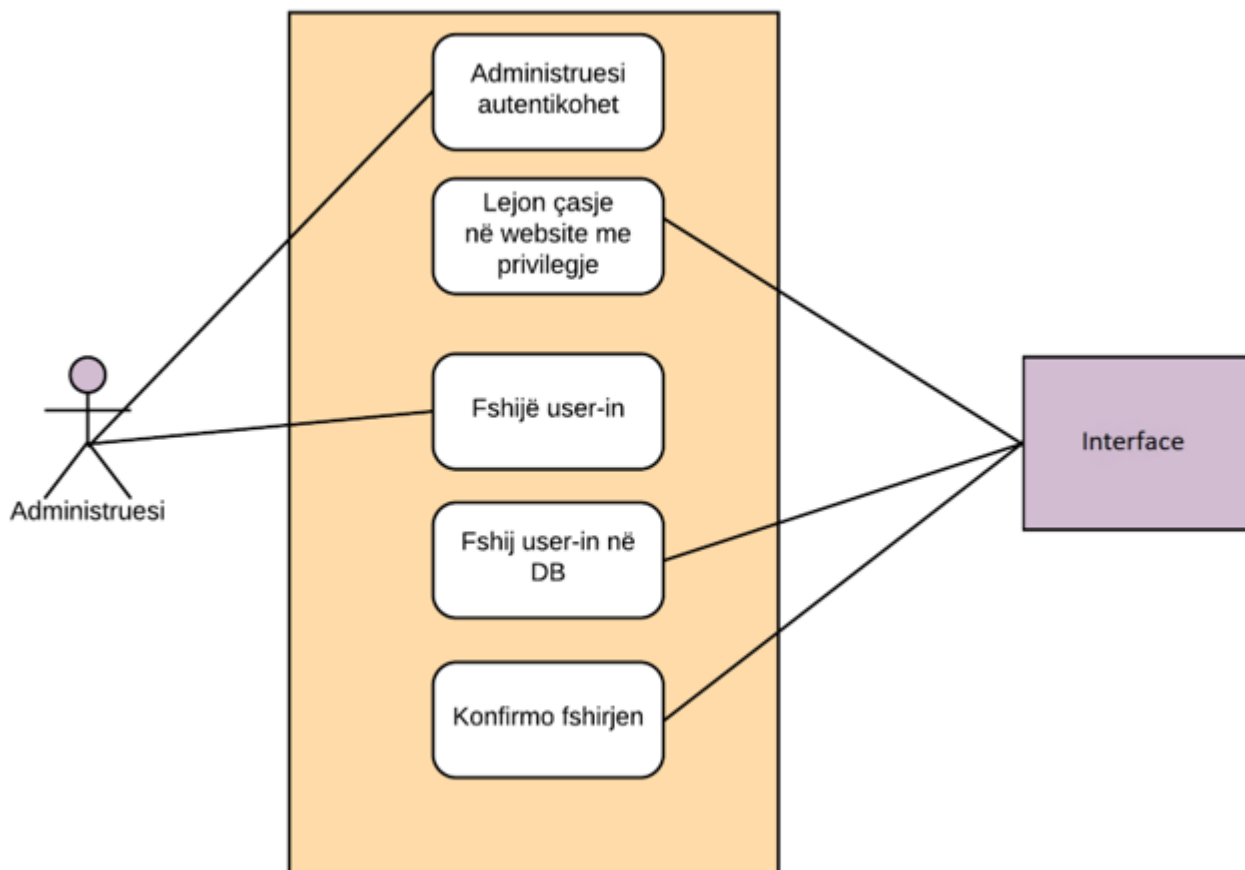 Administruesi
autentikohet
Lejon çasje
në website me
privilegje
Fshijë user-in
Interface
Fshij user-in në
DB
Administruesi
Konfirmo fshirjen